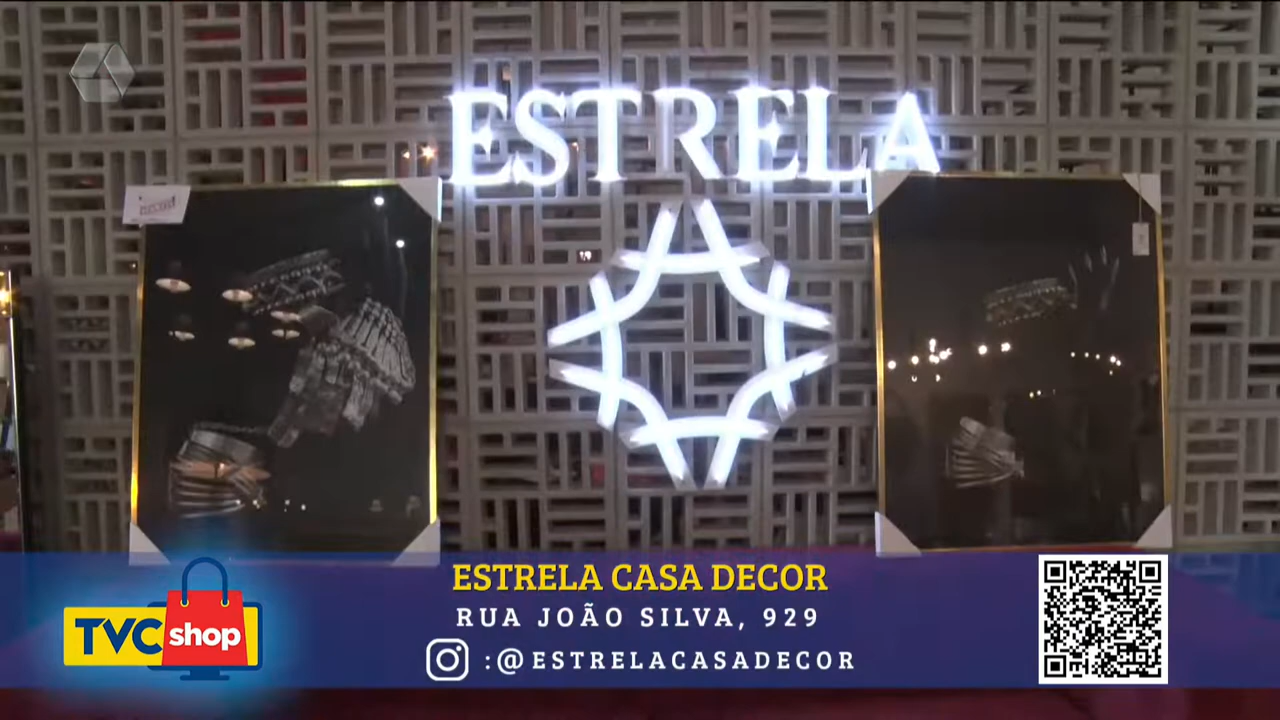 ESTRELA
ESTRELA CASA DECOR
RUA JOÃO SILVA, 929
:@ESTRELACASADECOR
TVC shop